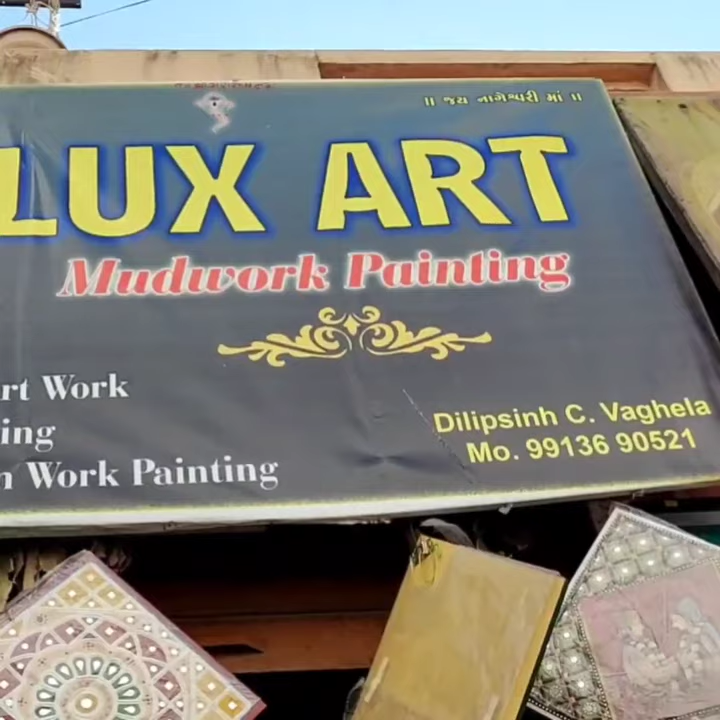 ॥ જય નાગેશ્વરી માં ॥
LUX ART
Mudwork Painting
rt Work
ing
n Work Painting
Dilipsinh C. Vaghela
Mo. 99136 90521